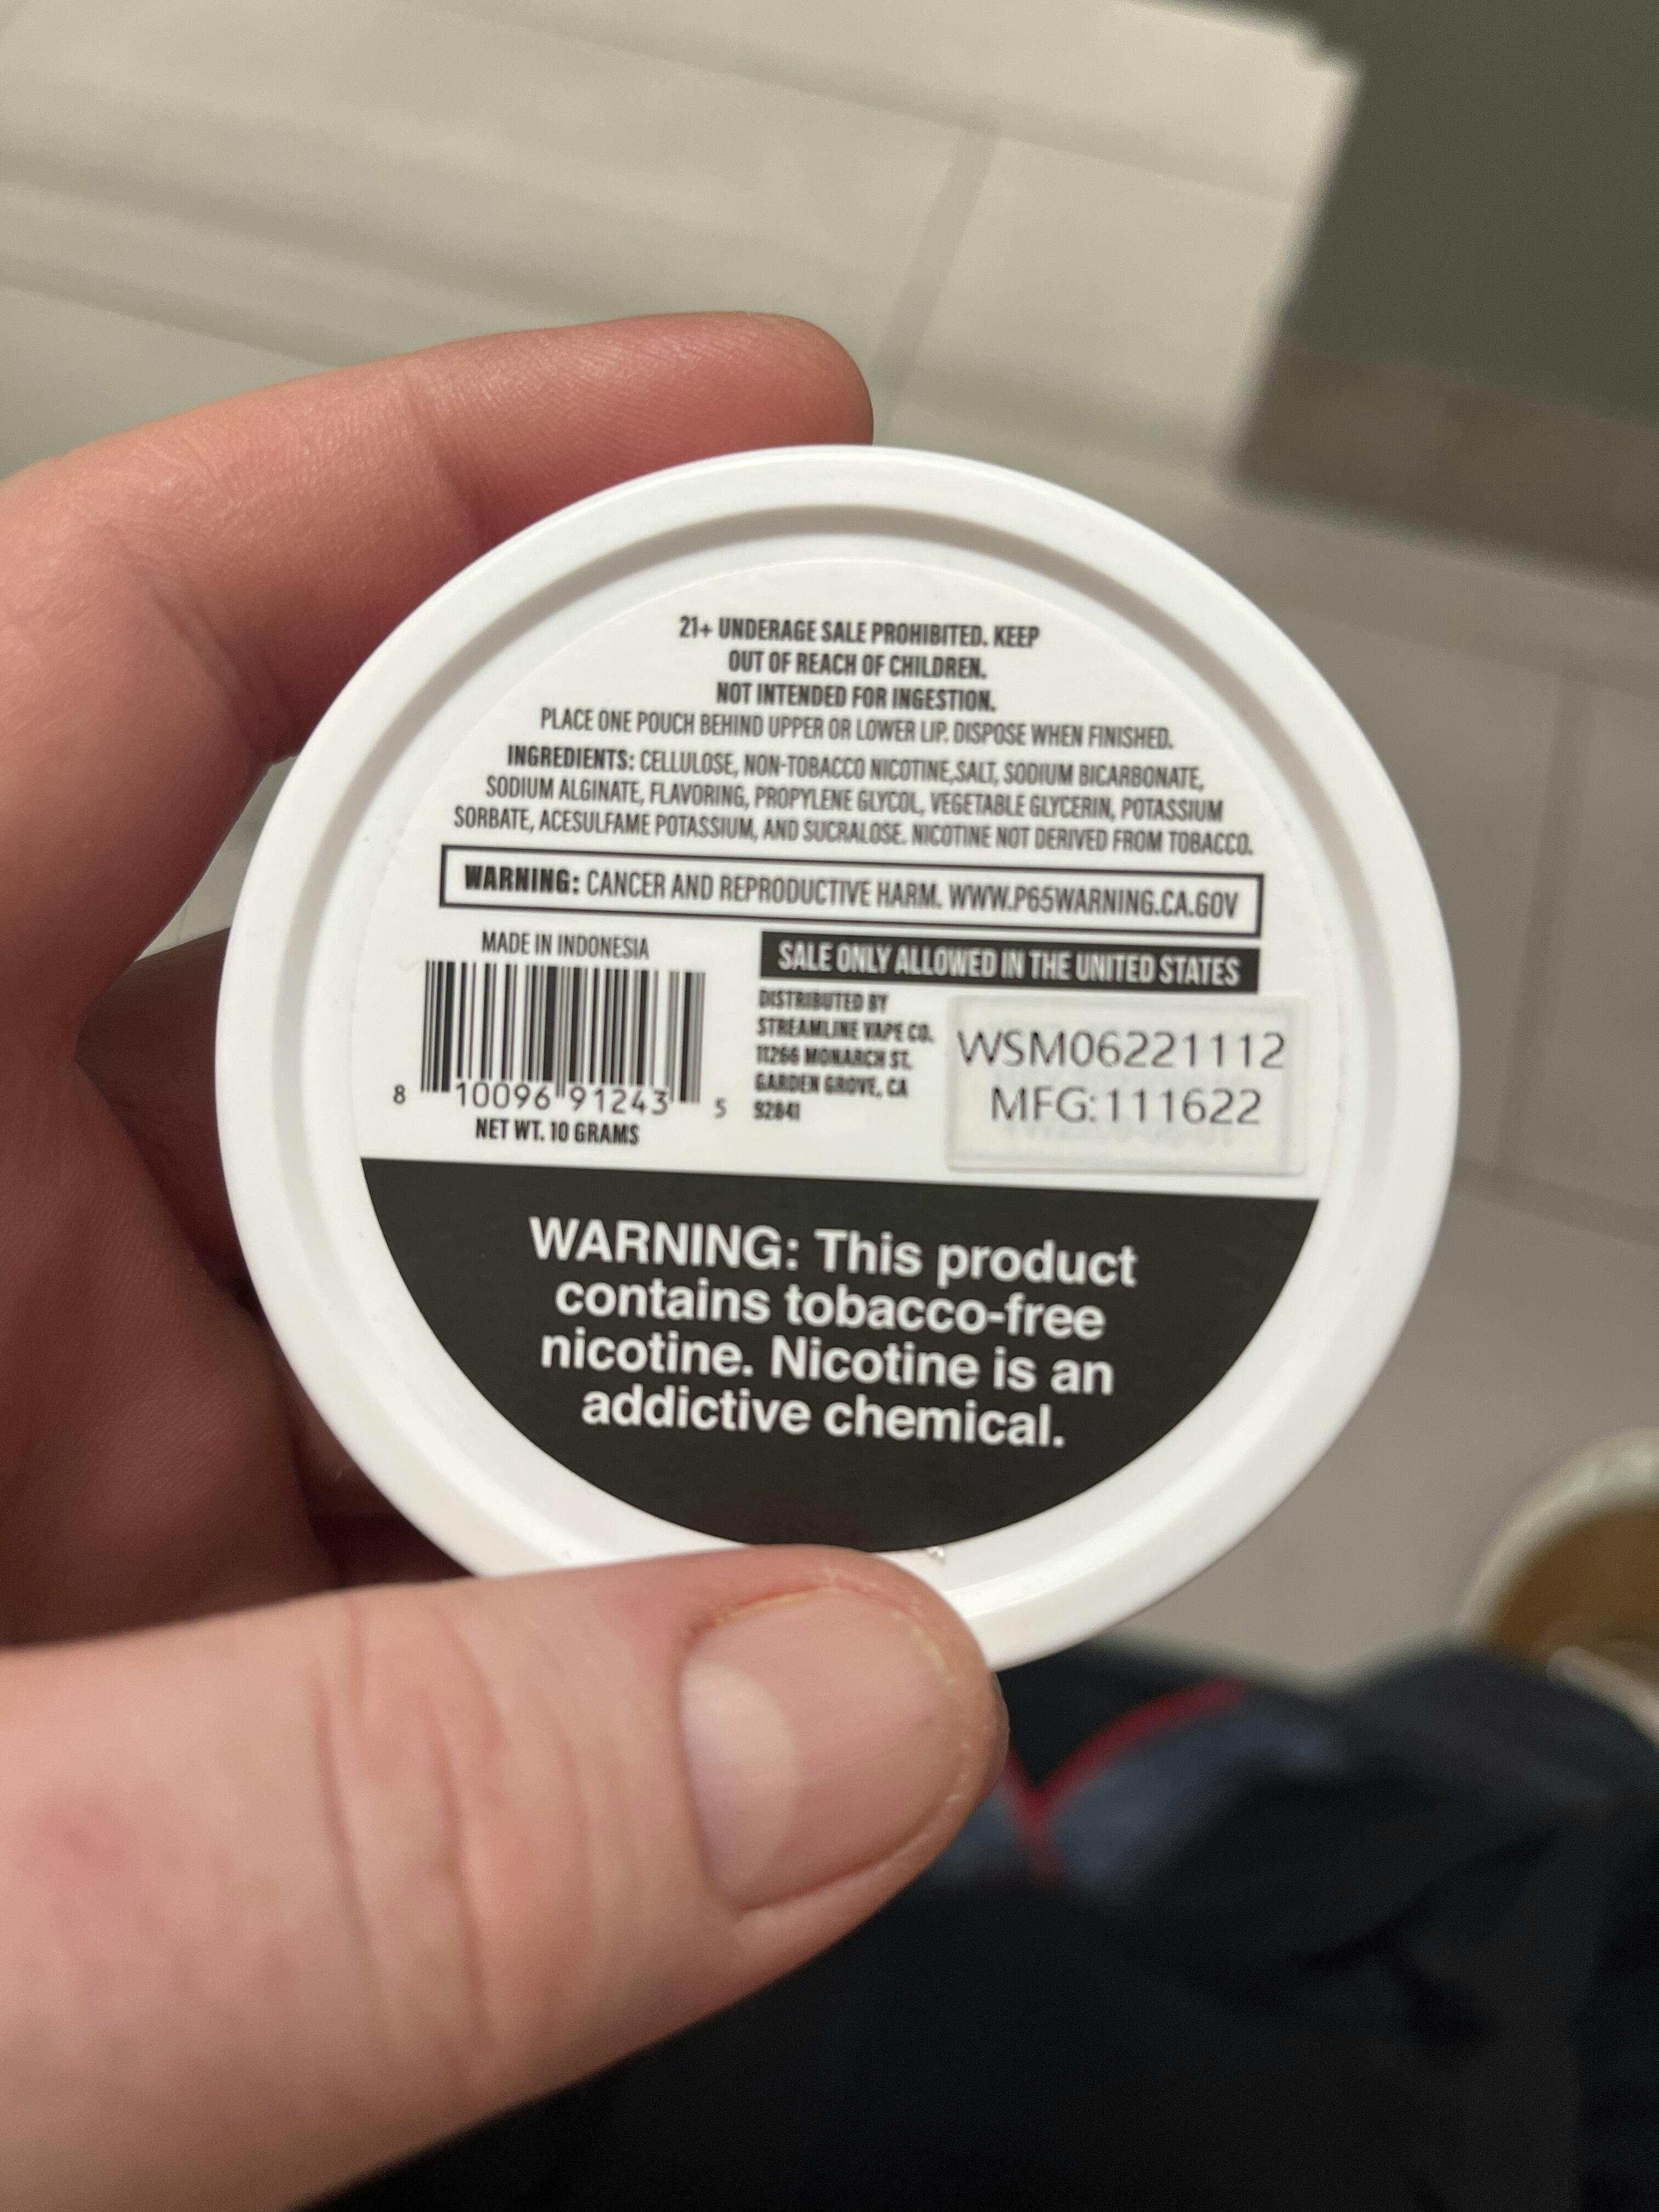 21+ UNDERAGE SALE PROHIBITED. KEEP
OUT OF REACH OF CHILDREN.
NOT INTENDED FOR INGESTION.
PLACE ONE POUCH BEHIND UPPER OR LOWER LIP. DISPOSE WHEN FINISHED.
INGREDIENTS: CELLULOSE, NON-TOBACCO NICOTINE,SALT, SODIUM BICARBONATE,
SODIUM ALGINATE, FLAVORING, PROPYLENE GLYCOL, VEGETABLE GLYCERIN, POTASSIUM
SORBATE, ACESULFAME POTASSIUM, AND SUCRALOSE. NICOTINE NOT DERIVED FROM TOBACCO.
WARNING: CANCER AND REPRODUCTIVE HARM. WWW.P65WARNING.CA.GOV
MADE IN INDONESIA
8 10096 91243 5
NET WT. 10 GRAMS
SALE ONLY ALLOWED IN THE UNITED STATES
DISTRIBUTED BY
STREAMLINE VAPE CO.
11266 MONARCH ST.
GARDEN GROVE, CA
92841
WSM06221112
MFG:111622
WARNING: This product
contains tobacco-free
nicotine. Nicotine is an
addictive chemical.